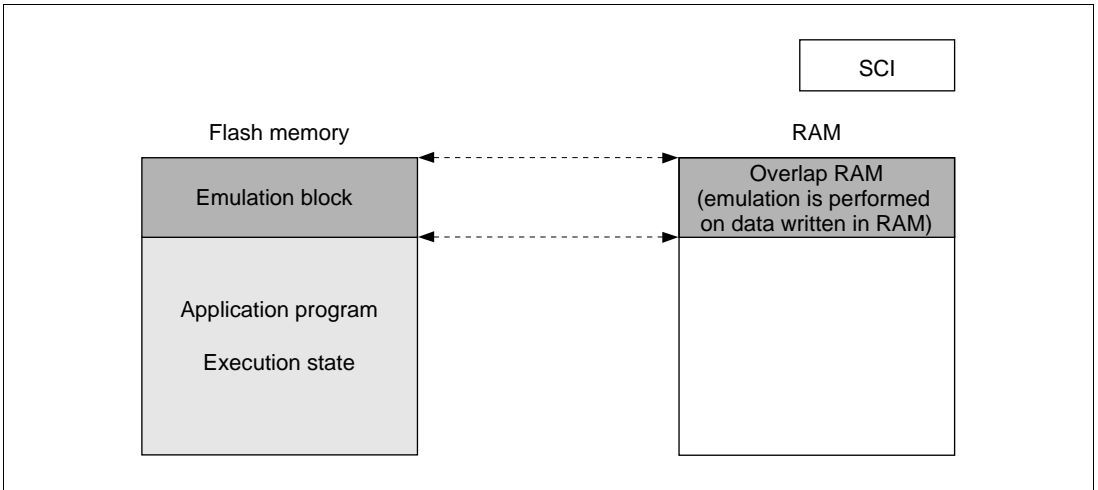 SCI
Flash memory
RAM
Emulation block
Overlap RAM
(emulation is performed
on data written in RAM)
Application program
Execution state